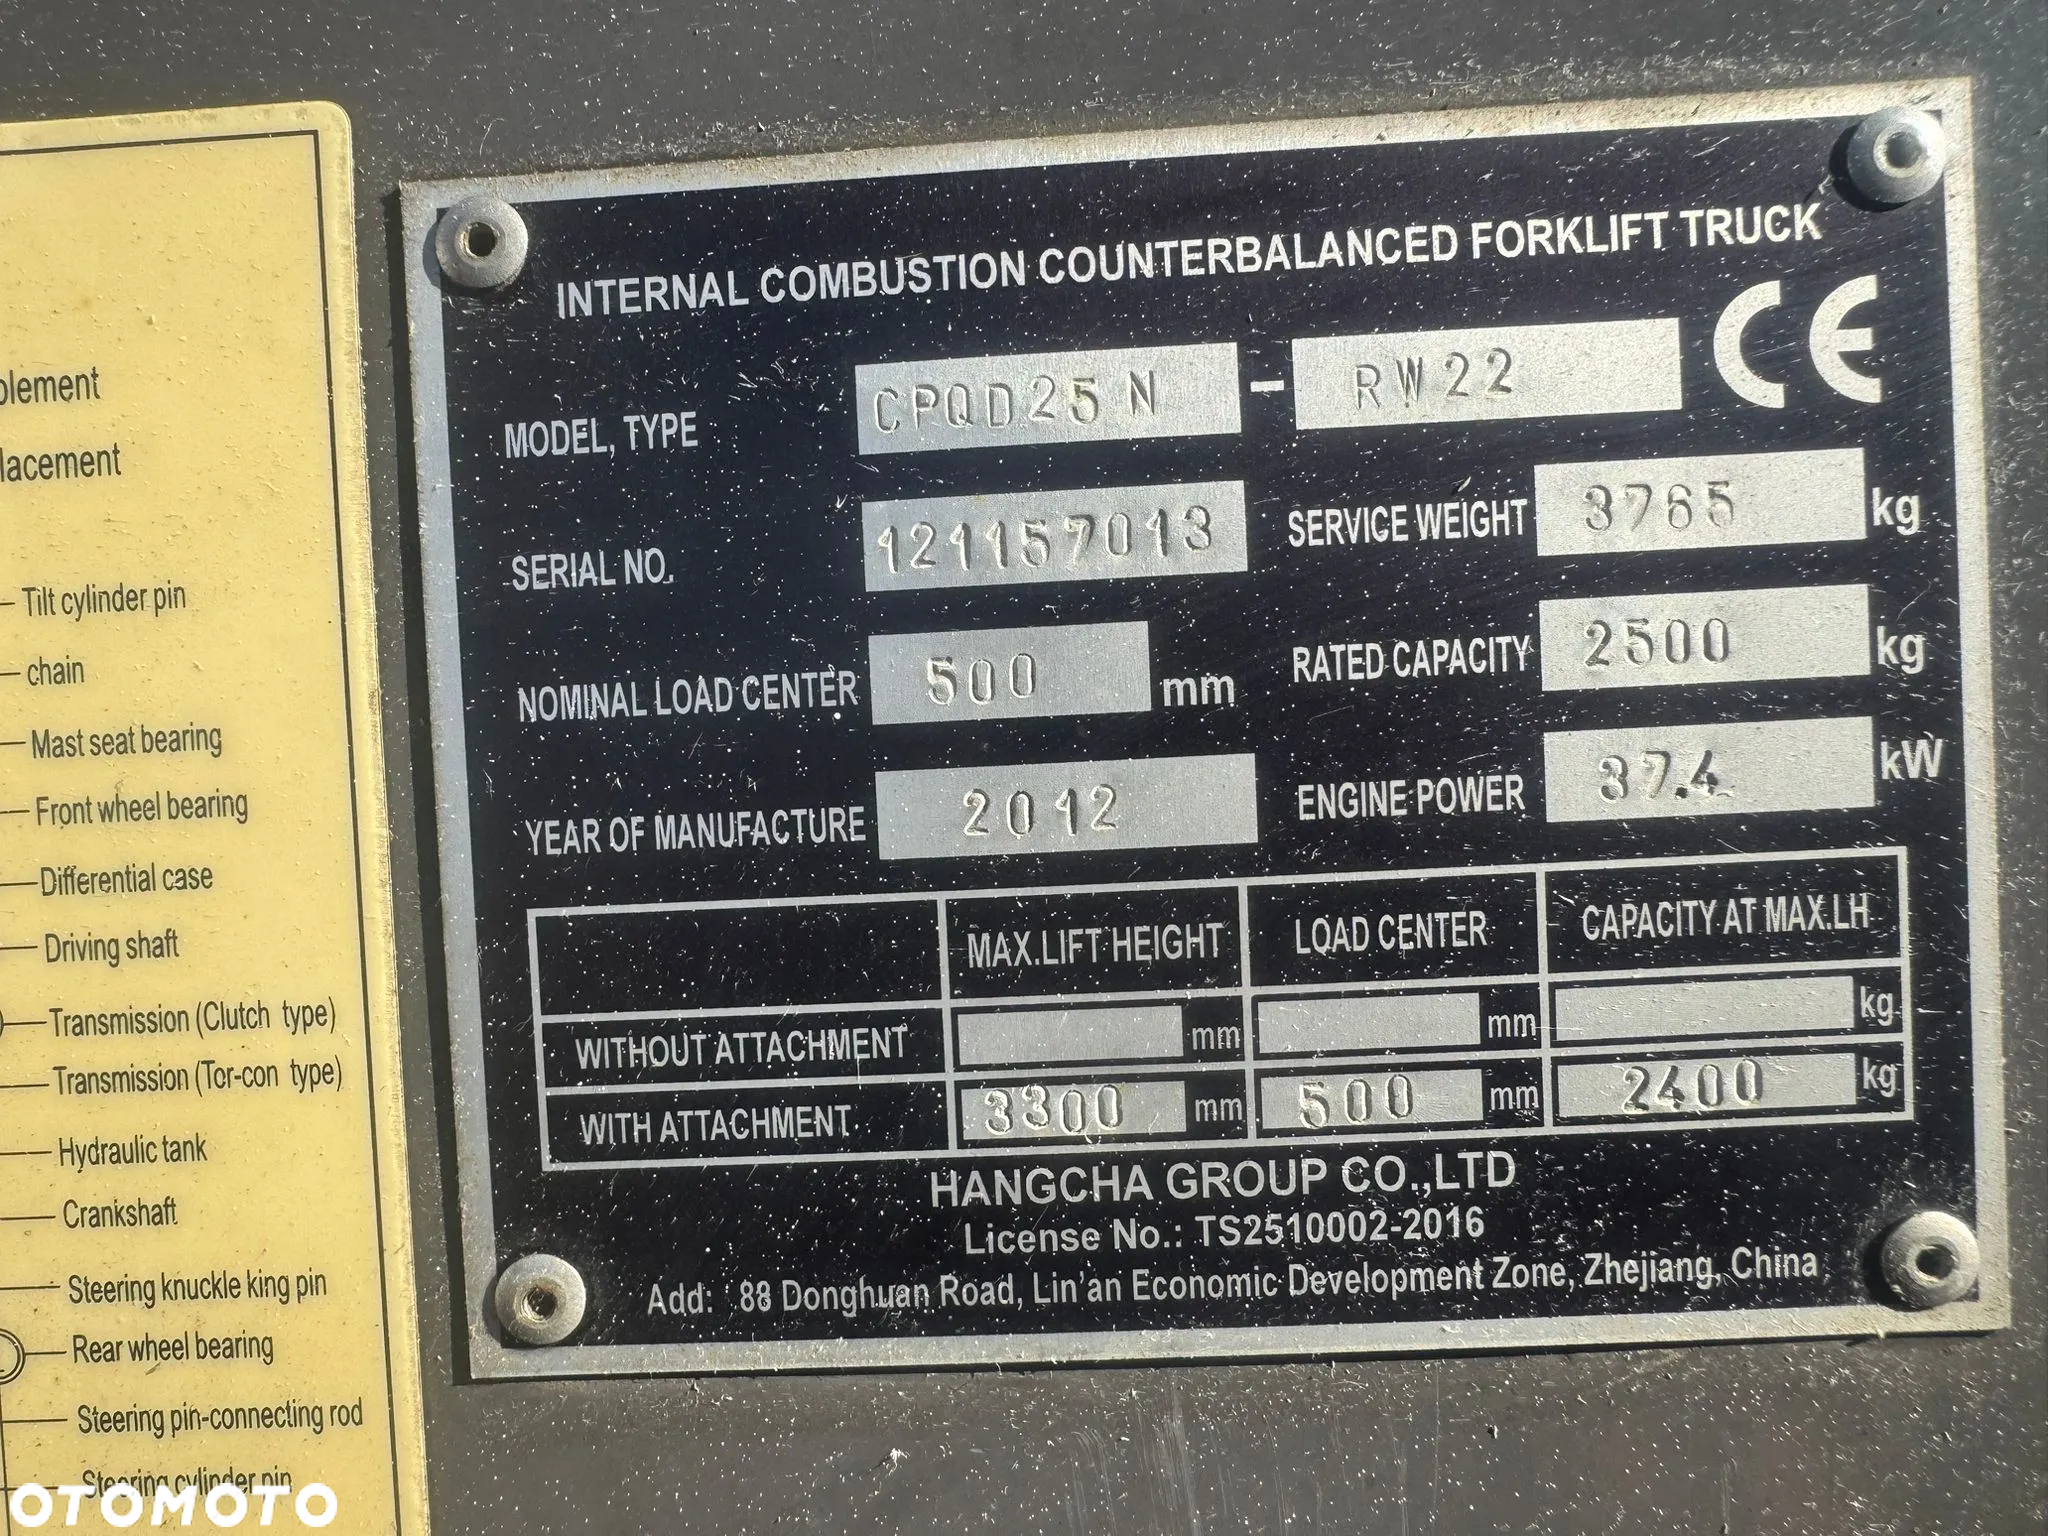 plement
lacement
Tilt cylinder pin
chain
Mast seat bearing
Front wheel bearing
Differential case
Driving shaft
Transmission (Clutch type)
Transmission (Tor-con type)
Hydraulic tank
Crankshaft
Steering knuckle king pin
Rear wheel bearing
Steering pin-connecting rod
Steering cylinder pin
INTERNAL COMBUSTION COUNTERBALANCED FORKLIFT TRUCK
MODEL, TYPE CPQD25N - RW22 CE
SERIAL NO. 121157013 SERVICE WEIGHT 3765 kg
NOMINAL LOAD CENTER 500 mm RATED CAPACITY 2500 kg
YEAR OF MANUFACTURE 2012 ENGINE POWER 37.4 kW
MAX.LIFT HEIGHT LOAD CENTER CAPACITY AT MAX.LH
WITHOUT ATTACHMENT mm mm kg
WITH ATTACHMENT 3300 mm 500 mm 2400 kg
HANGCHA GROUP CO.,LTD
License No.: TS2510002-2016
Add: 88 Donghuan Road, Lin'an Economic Development Zone, Zhejiang, China
OTOMOTO